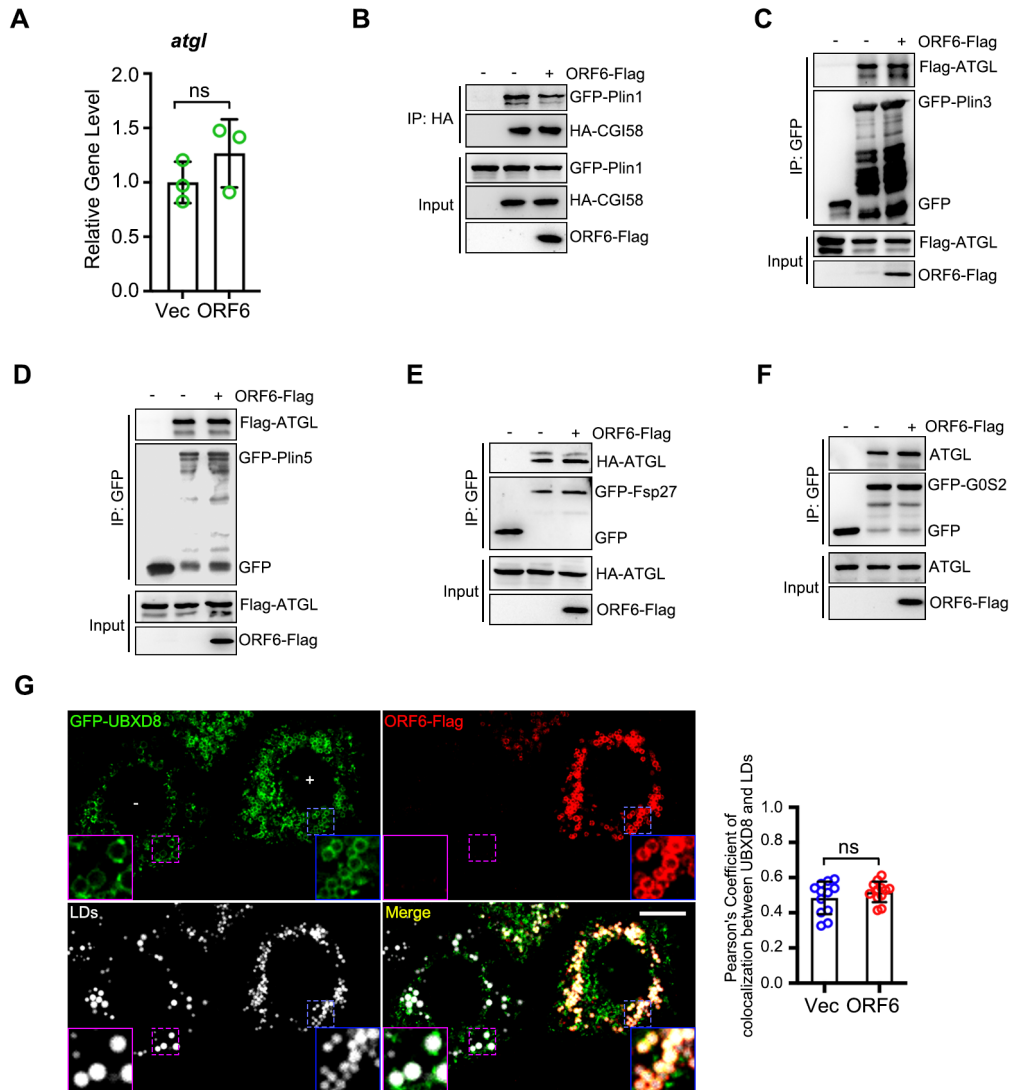 A
atgl
2.0
1.5
1.0
0.5
0.0
ns
Relative Gene Level
Vec ORF6
B
- - + ORF6-Flag
IP: HA
GFP-Plin1
HA-CGI58
Input
GFP-Plin1
HA-CGI58
ORF6-Flag
C
- - + ORF6-Flag
IP: GFP
Flag-ATGL
GFP-Plin3
GFP
Input
Flag-ATGL
ORF6-Flag
D
- - + ORF6-Flag
IP: GFP
Flag-ATGL
GFP-Plin5
GFP
Input
Flag-ATGL
ORF6-Flag
E
- - + ORF6-Flag
IP: GFP
HA-ATGL
GFP-Fsp27
GFP
Input
HA-ATGL
ORF6-Flag
F
- - + ORF6-Flag
IP: GFP
ATGL
GFP-G0S2
GFP
Input
ATGL
ORF6-Flag
G
GFP-UBXD8
- +
ORF6-Flag
LDs
Merge
Pearson's Coefficient of
colocalization between UBXD8 and LDs
1.0
0.8
0.6
0.4
0.2
0.0
ns
Vec ORF6